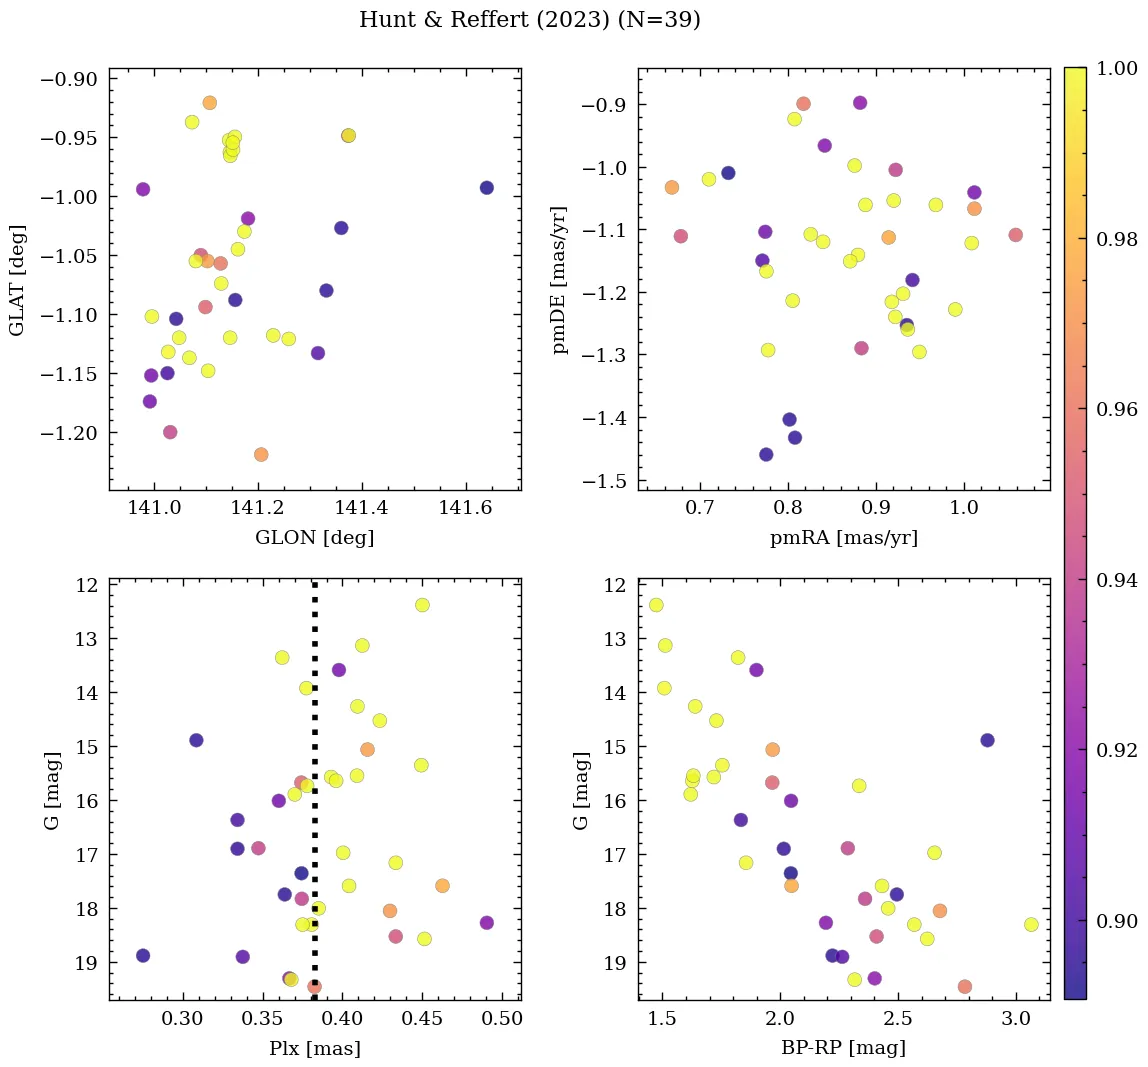 Hunt & Reffert (2023) (N=39)
−0.90
−0.95
−1.00
−1.05
−1.10
−1.15
−1.20
GLAT [deg]
141.0 141.2 141.4 141.6
GLON [deg]
−0.9
−1.0
−1.1
−1.2
−1.3
−1.4
−1.5
pmDE [mas/yr]
0.7 0.8 0.9 1.0
pmRA [mas/yr]
1.00
0.98
0.96
0.94
0.92
0.90
12
13
14
15
16
17
18
19
G [mag]
0.30 0.35 0.40 0.45 0.50
Plx [mas]
12
13
14
15
16
17
18
19
G [mag]
1.5 2.0 2.5 3.0
BP-RP [mag]